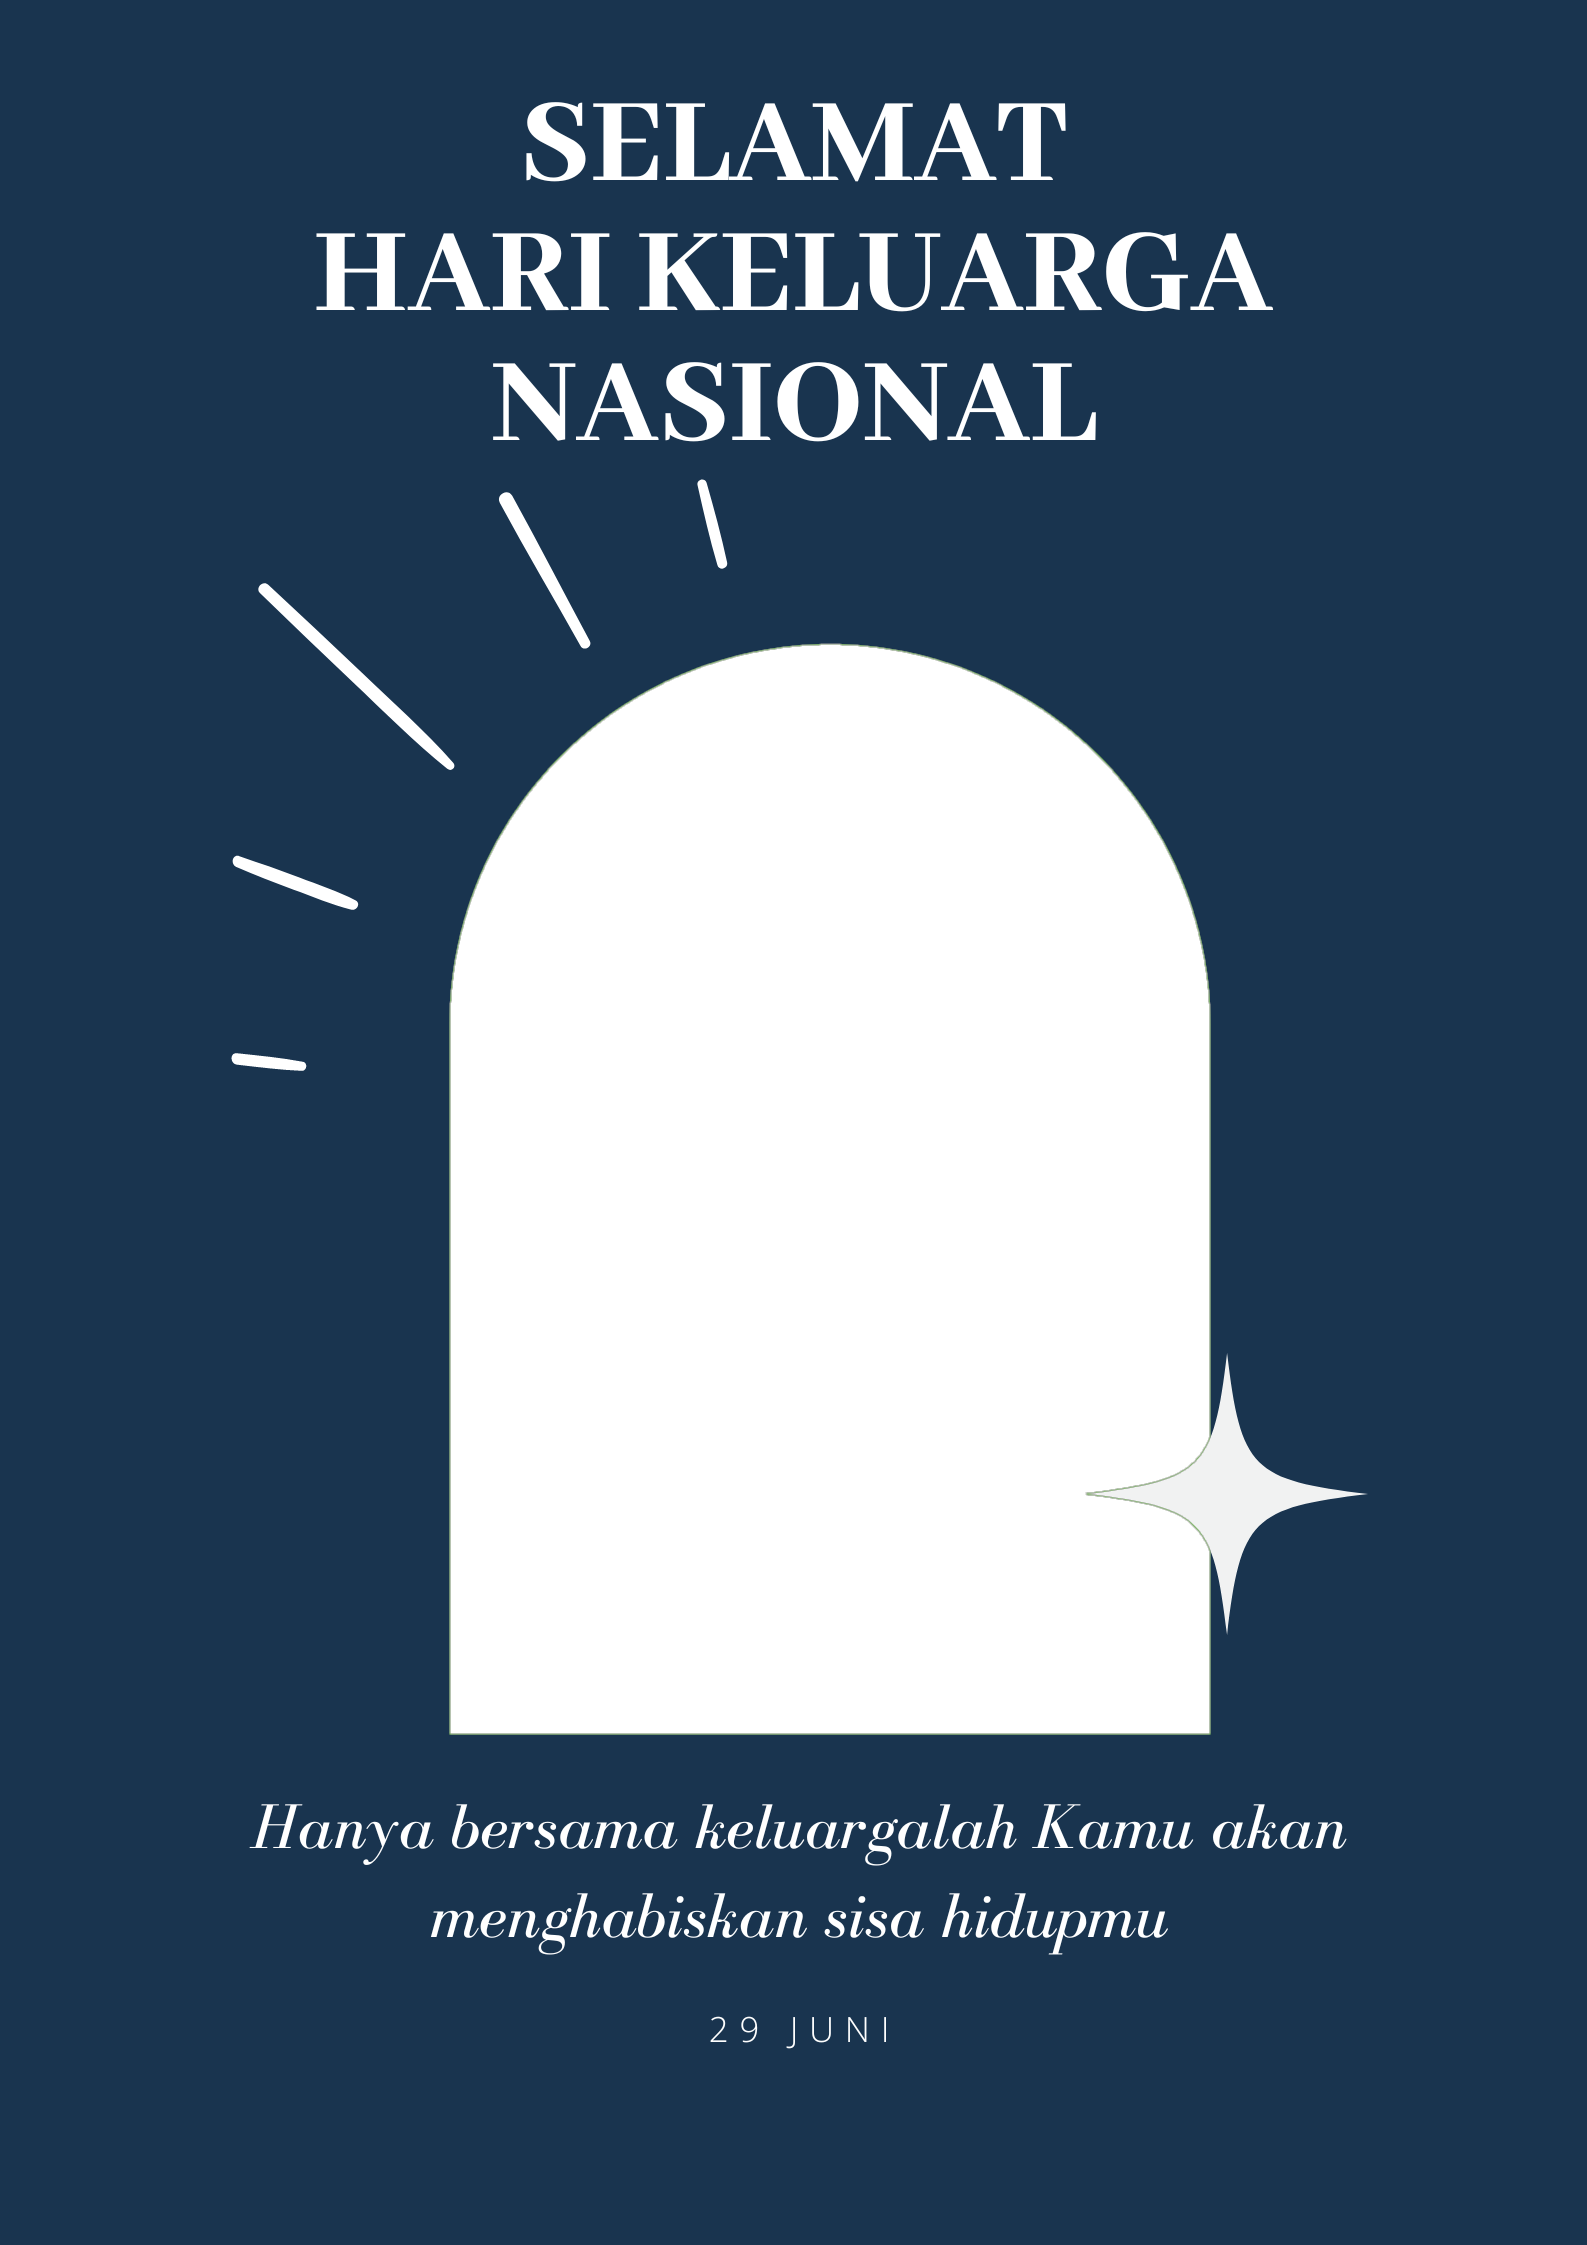 SELAMAT
HARI KELUARGA
NASIONAL
Hanya bersama keluargalah Kamu akan
menghabiskan sisa hidupmu
29 JUNI